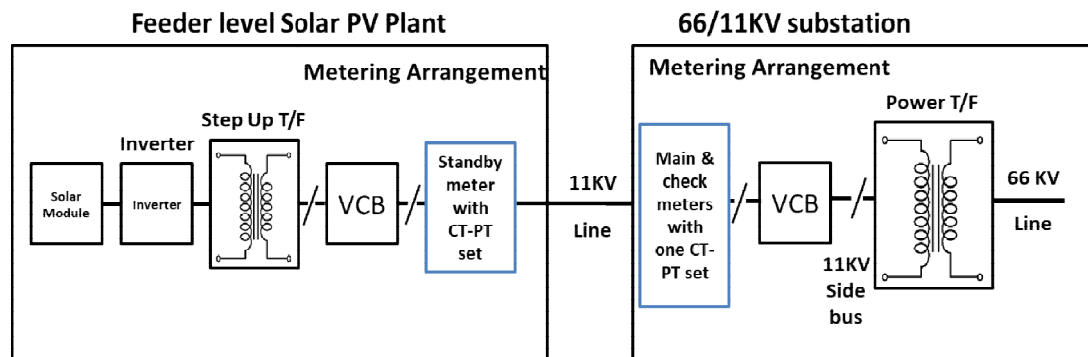 Feeder level Solar PV Plant
66/11KV substation
Metering Arrangement
Metering Arrangement
Step Up T/F
Power T/F
Inverter
Solar
Module
Inverter
VCB
Standby
meter
with
CT-PT
set
11KV
Line
Main &
check
meters
with
one CT-
PT set
VCB
11KV
Side
bus
66 KV
Line